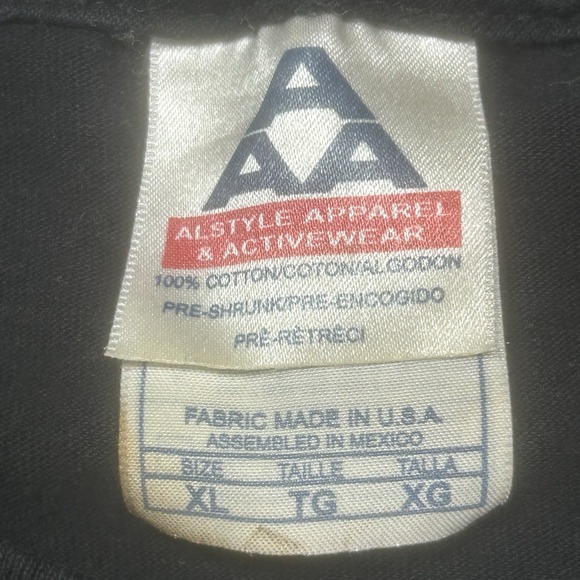 A
AA
ALSTYLE APPAREL
& ACTIVEWEAR
100% COTTON/COTON/ALGODON
PRE-SHRUNK/PRE-ENCOGIDO
PRÉ-RÉTRÉCI
FABRIC MADE IN U.S.A.
ASSEMBLED IN MEXICO
SIZE TAILLE TALLA
XL TG XG